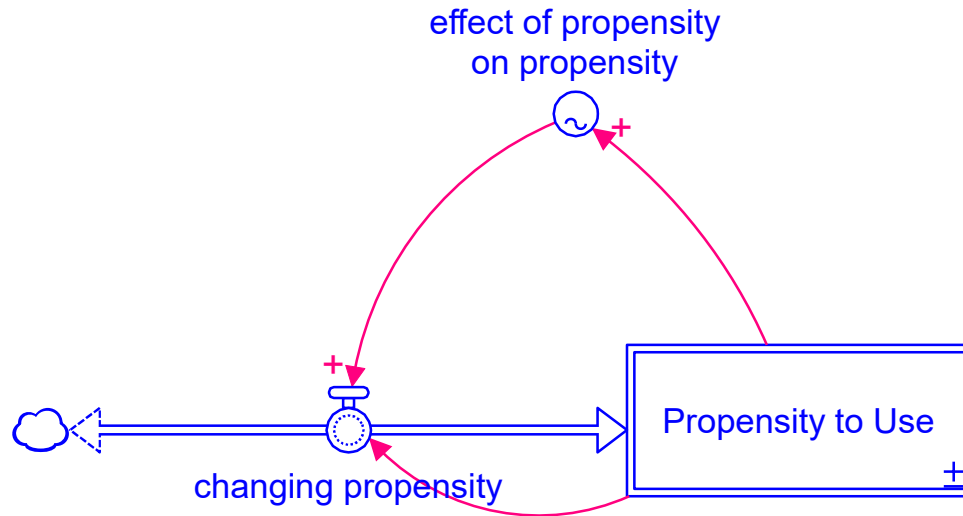 effect of propensity
on propensity
+
+
Propensity to Use
±
changing propensity